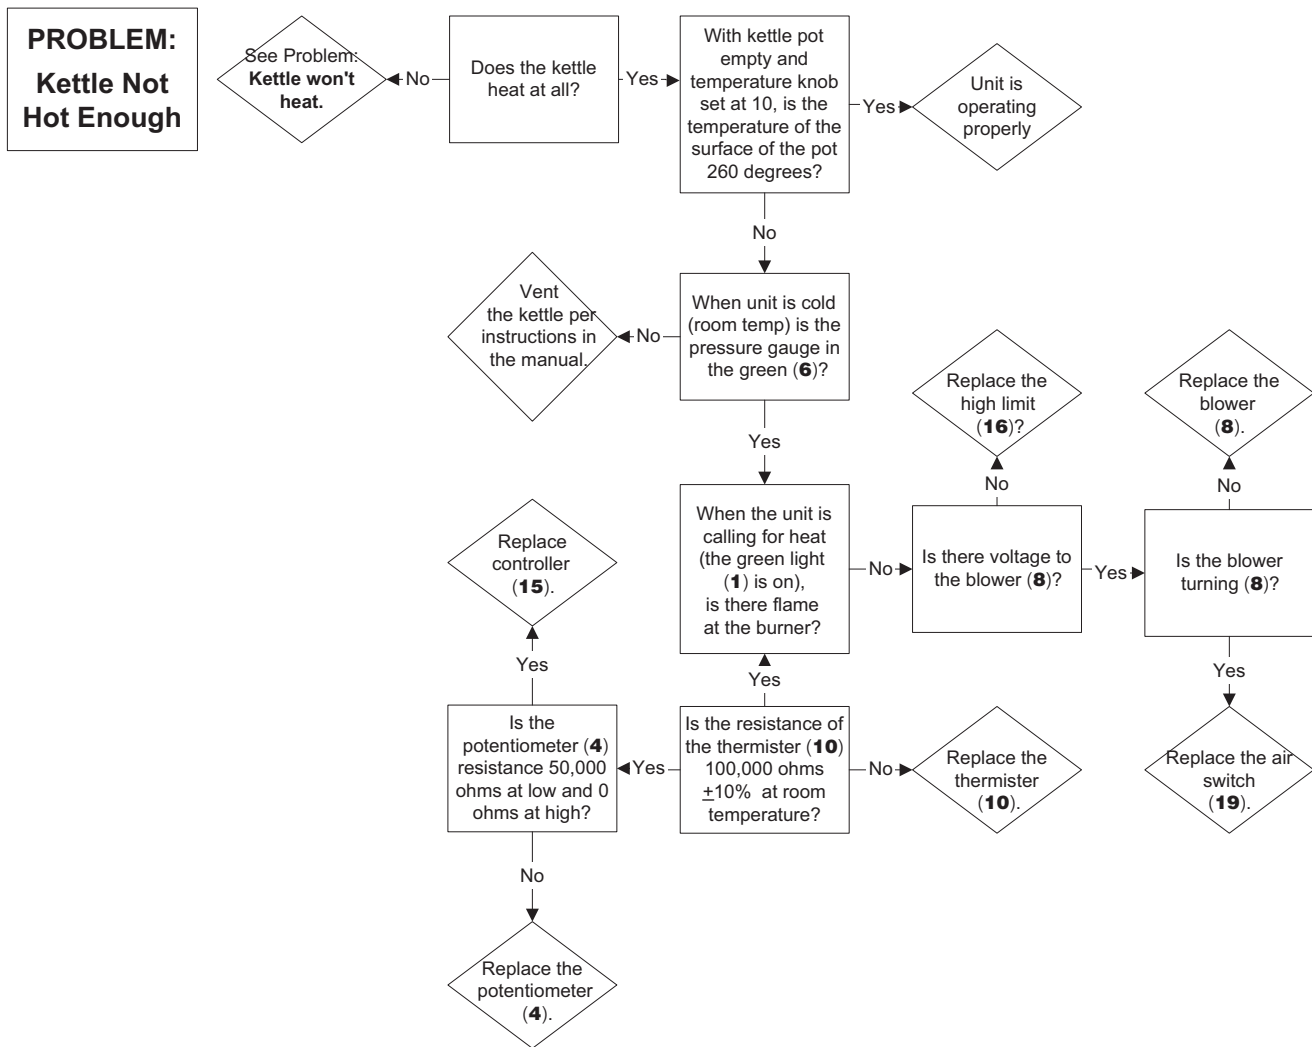 PROBLEM:
Kettle Not
Hot Enough
See Problem:
Kettle won't
heat.
No
Does the kettle
heat at all?
Yes
With kettle pot
empty and
temperature knob
set at 10, is the
temperature of the
surface of the pot
260 degrees?
Yes
Unit is
operating
properly
No
Vent
the kettle per
instructions in
the manual.
No
When unit is cold
(room temp) is the
pressure gauge in
the green (6)?
Yes
Replace the
high limit
(16)?
Replace the
blower
(8).
No
No
Replace
controller
(15).
When the unit is
calling for heat
(the green light
(1) is on),
is there flame
at the burner?
No
Is there voltage to
the blower (8)?
Yes
Is the blower
turning (8)?
Yes
Yes
Yes
Is the
potentiometer (4)
resistance 50,000
ohms at low and 0
ohms at high?
Yes
Is the resistance of
the thermister (10)
100,000 ohms
±10% at room
temperature?
No
Replace the
thermister
(10).
Replace the air
switch
(19).
No
Replace the
potentiometer
(4).